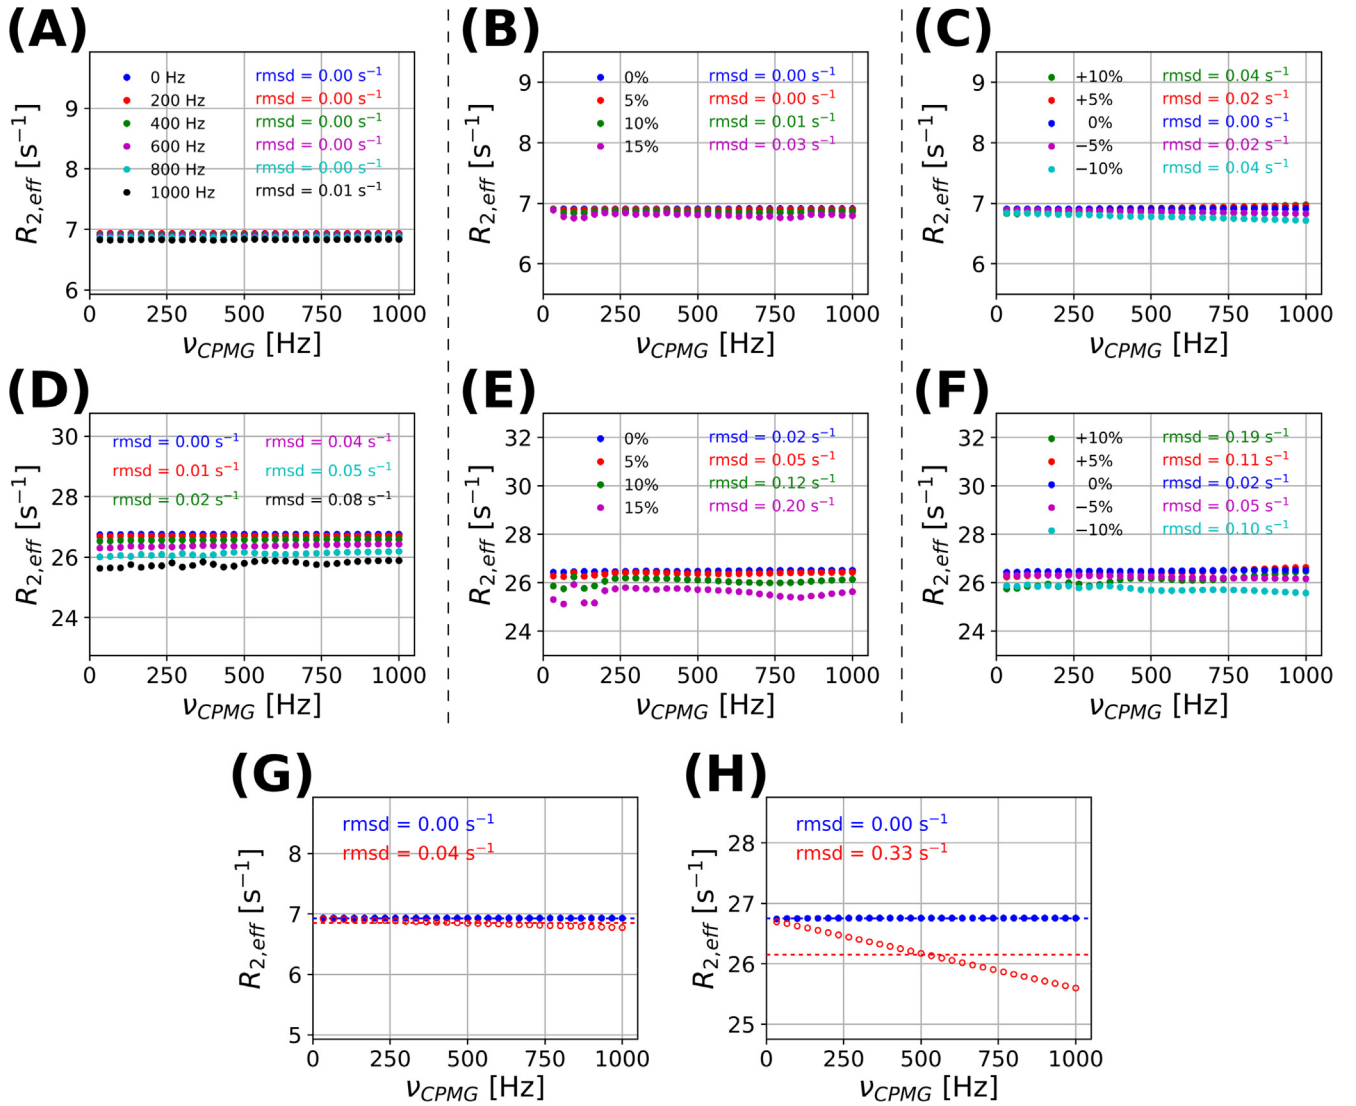 (A)
R2,eff [s−1]
9
8
7
6
0 Hz rmsd = 0.00 s−1
200 Hz rmsd = 0.00 s−1
400 Hz rmsd = 0.00 s−1
600 Hz rmsd = 0.00 s−1
800 Hz rmsd = 0.00 s−1
1000 Hz rmsd = 0.01 s−1
0 250 500 750 1000
νCPMG [Hz]
(B)
R2,eff [s−1]
9
8
7
6
0% rmsd = 0.00 s−1
5% rmsd = 0.00 s−1
10% rmsd = 0.01 s−1
15% rmsd = 0.03 s−1
0 250 500 750 1000
νCPMG [Hz]
(C)
R2,eff [s−1]
9
8
7
6
+10% rmsd = 0.04 s−1
+5% rmsd = 0.02 s−1
0% rmsd = 0.00 s−1
−5% rmsd = 0.02 s−1
−10% rmsd = 0.04 s−1
0 250 500 750 1000
νCPMG [Hz]
(D)
R2,eff [s−1]
30
28
26
24
rmsd = 0.00 s−1 rmsd = 0.04 s−1
rmsd = 0.01 s−1 rmsd = 0.05 s−1
rmsd = 0.02 s−1 rmsd = 0.08 s−1
0 250 500 750 1000
νCPMG [Hz]
(E)
R2,eff [s−1]
32
30
28
26
24
0% rmsd = 0.02 s−1
5% rmsd = 0.05 s−1
10% rmsd = 0.12 s−1
15% rmsd = 0.20 s−1
0 250 500 750 1000
νCPMG [Hz]
(F)
R2,eff [s−1]
32
30
28
26
24
+10% rmsd = 0.19 s−1
+5% rmsd = 0.11 s−1
0% rmsd = 0.02 s−1
−5% rmsd = 0.05 s−1
−10% rmsd = 0.10 s−1
0 250 500 750 1000
νCPMG [Hz]
(G)
R2,eff [s−1]
8
7
6
5
rmsd = 0.00 s−1
rmsd = 0.04 s−1
0 250 500 750 1000
νCPMG [Hz]
(H)
R2,eff [s−1]
28
27
26
25
rmsd = 0.00 s−1
rmsd = 0.33 s−1
0 250 500 750 1000
νCPMG [Hz]